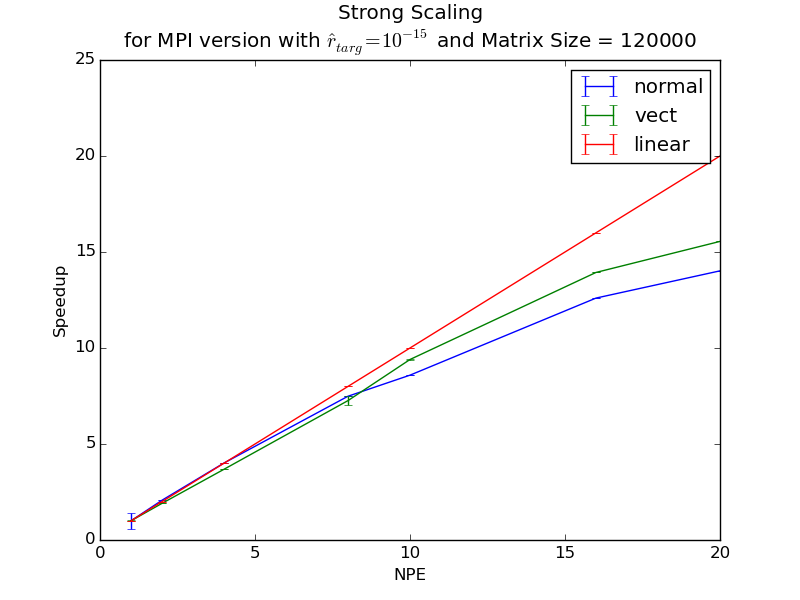 Strong Scaling
for MPI version with r̂_targ=10^−15 and Matrix Size = 120000
25
20
15
10
5
0
Speedup
normal
vect
linear
0 5 10 15 20
NPE